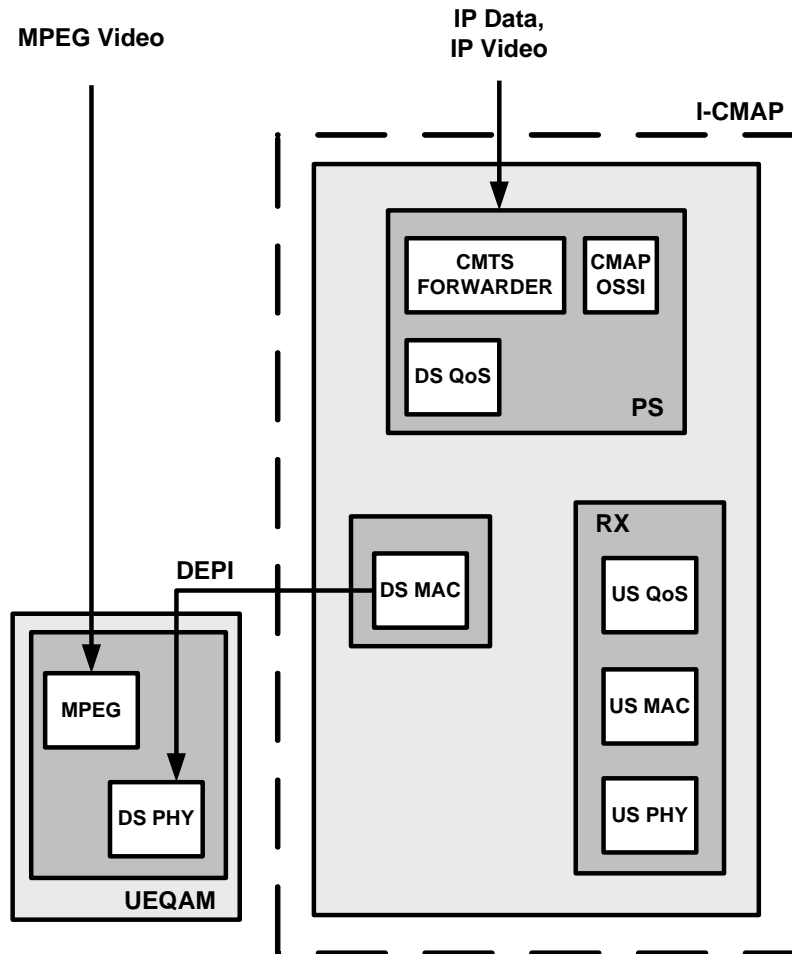 MPEG Video
IP Data,
IP Video
I-CMAP
CMTS
FORWARDER
CMAP
OSSI
DS QoS
PS
RX
DEPI
DS MAC
US QoS
MPEG
US MAC
DS PHY
US PHY
UEQAM